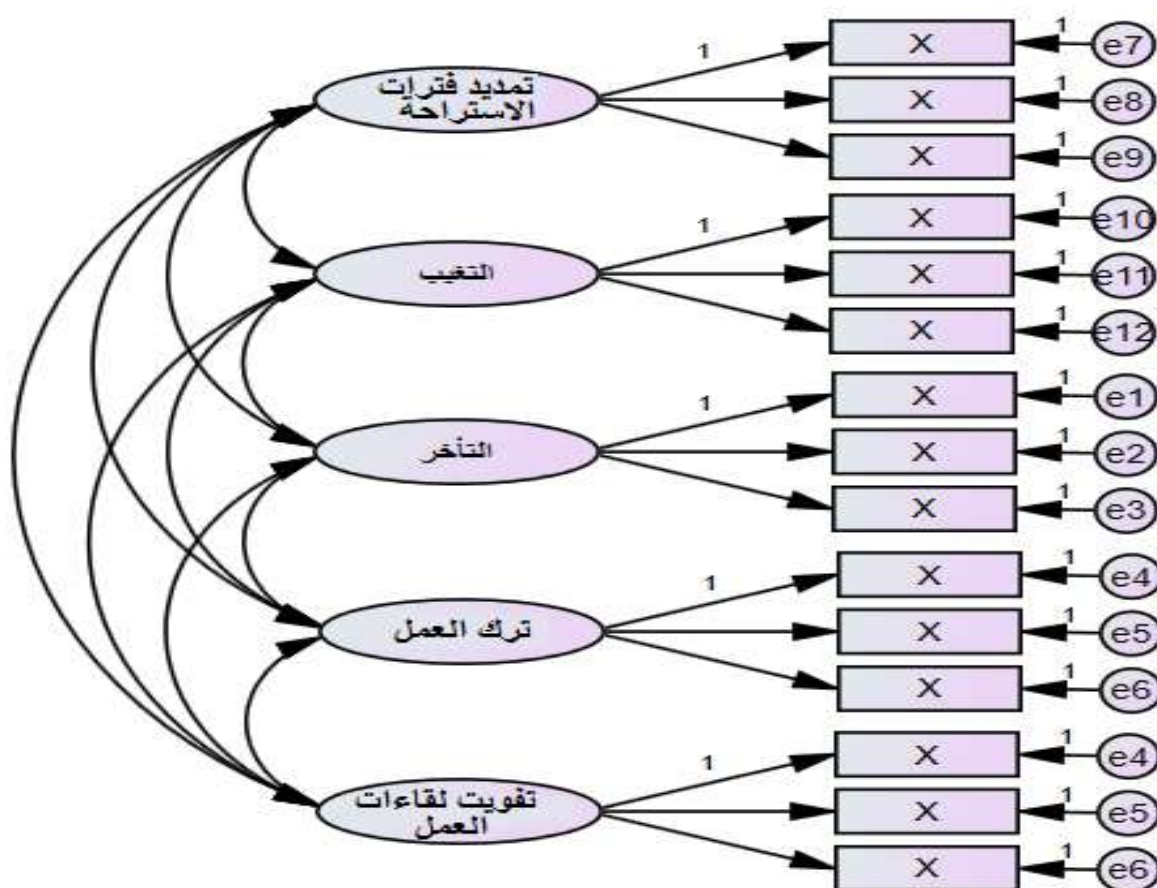 1
X
1
e7
تمديد فترات
الاستراحة
X
1
e8
X
1
e9
1
X
1
e10
التغيب
X
1
e11
X
1
e12
1
X
1
e1
التأخر
X
1
e2
X
1
e3
1
X
1
e4
ترك العمل
X
1
e5
X
1
e6
1
X
1
e4
تفويت لقاءات
العمل
X
1
e5
X
1
e6